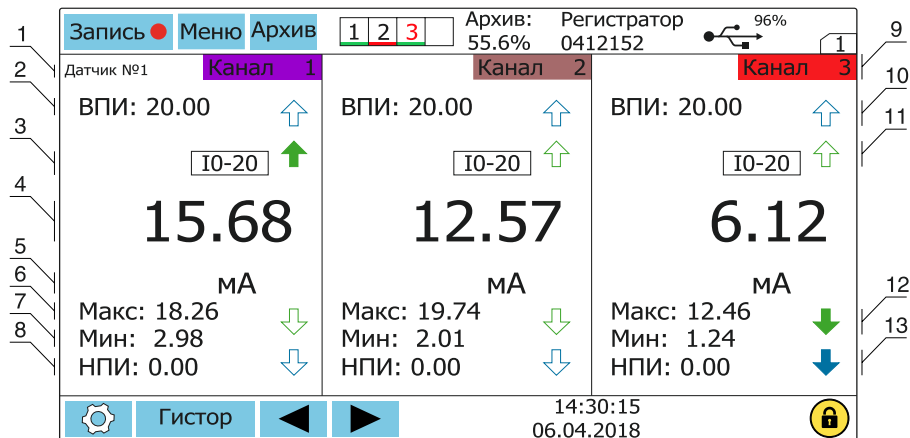 Запись Меню Архив 1 2 3 Архив: 55.6% Регистратор 0412152 96% 1
Датчик №1 Канал 1 Канал 2 Канал 3
ВПИ: 20.00 ВПИ: 20.00 ВПИ: 20.00
I0-20 I0-20 I0-20
15.68 12.57 6.12
мА мА мА
Макс: 18.26 Макс: 19.74 Макс: 12.46
Мин: 2.98 Мин: 2.01 Мин: 1.24
НПИ: 0.00 НПИ: 0.00 НПИ: 0.00
Гистор 14:30:15
06.04.2018
1
2
3
4
5
6
7
8
9
10
11
12
13